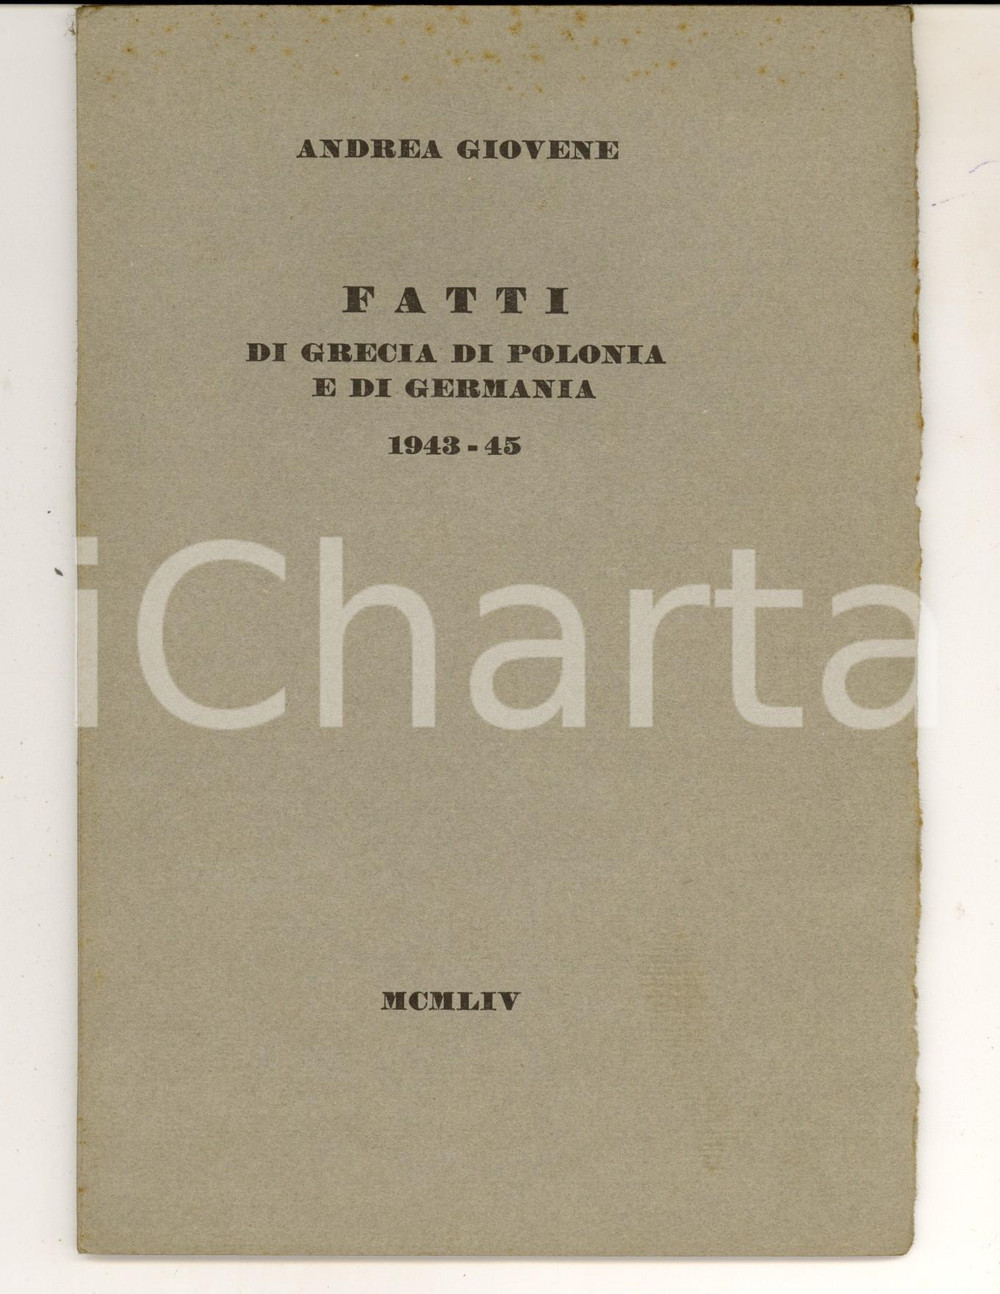 ANDREA GIOVENE
FATTI
DI GRECIA DI POLONIA
E DI GERMANIA
1943-45
iCharta
MCMLIV